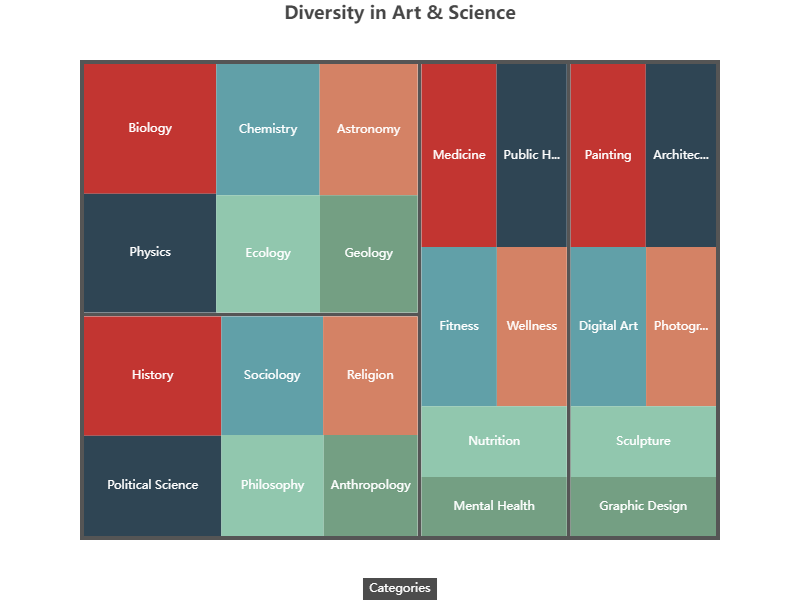 Diversity in Art & Science
Biology
Chemistry
Astronomy
Physics
Ecology
Geology
History
Sociology
Religion
Political Science
Philosophy
Anthropology
Medicine
Public H...
Fitness
Wellness
Nutrition
Mental Health
Painting
Architec...
Digital Art
Photogr...
Sculpture
Graphic Design
Categories